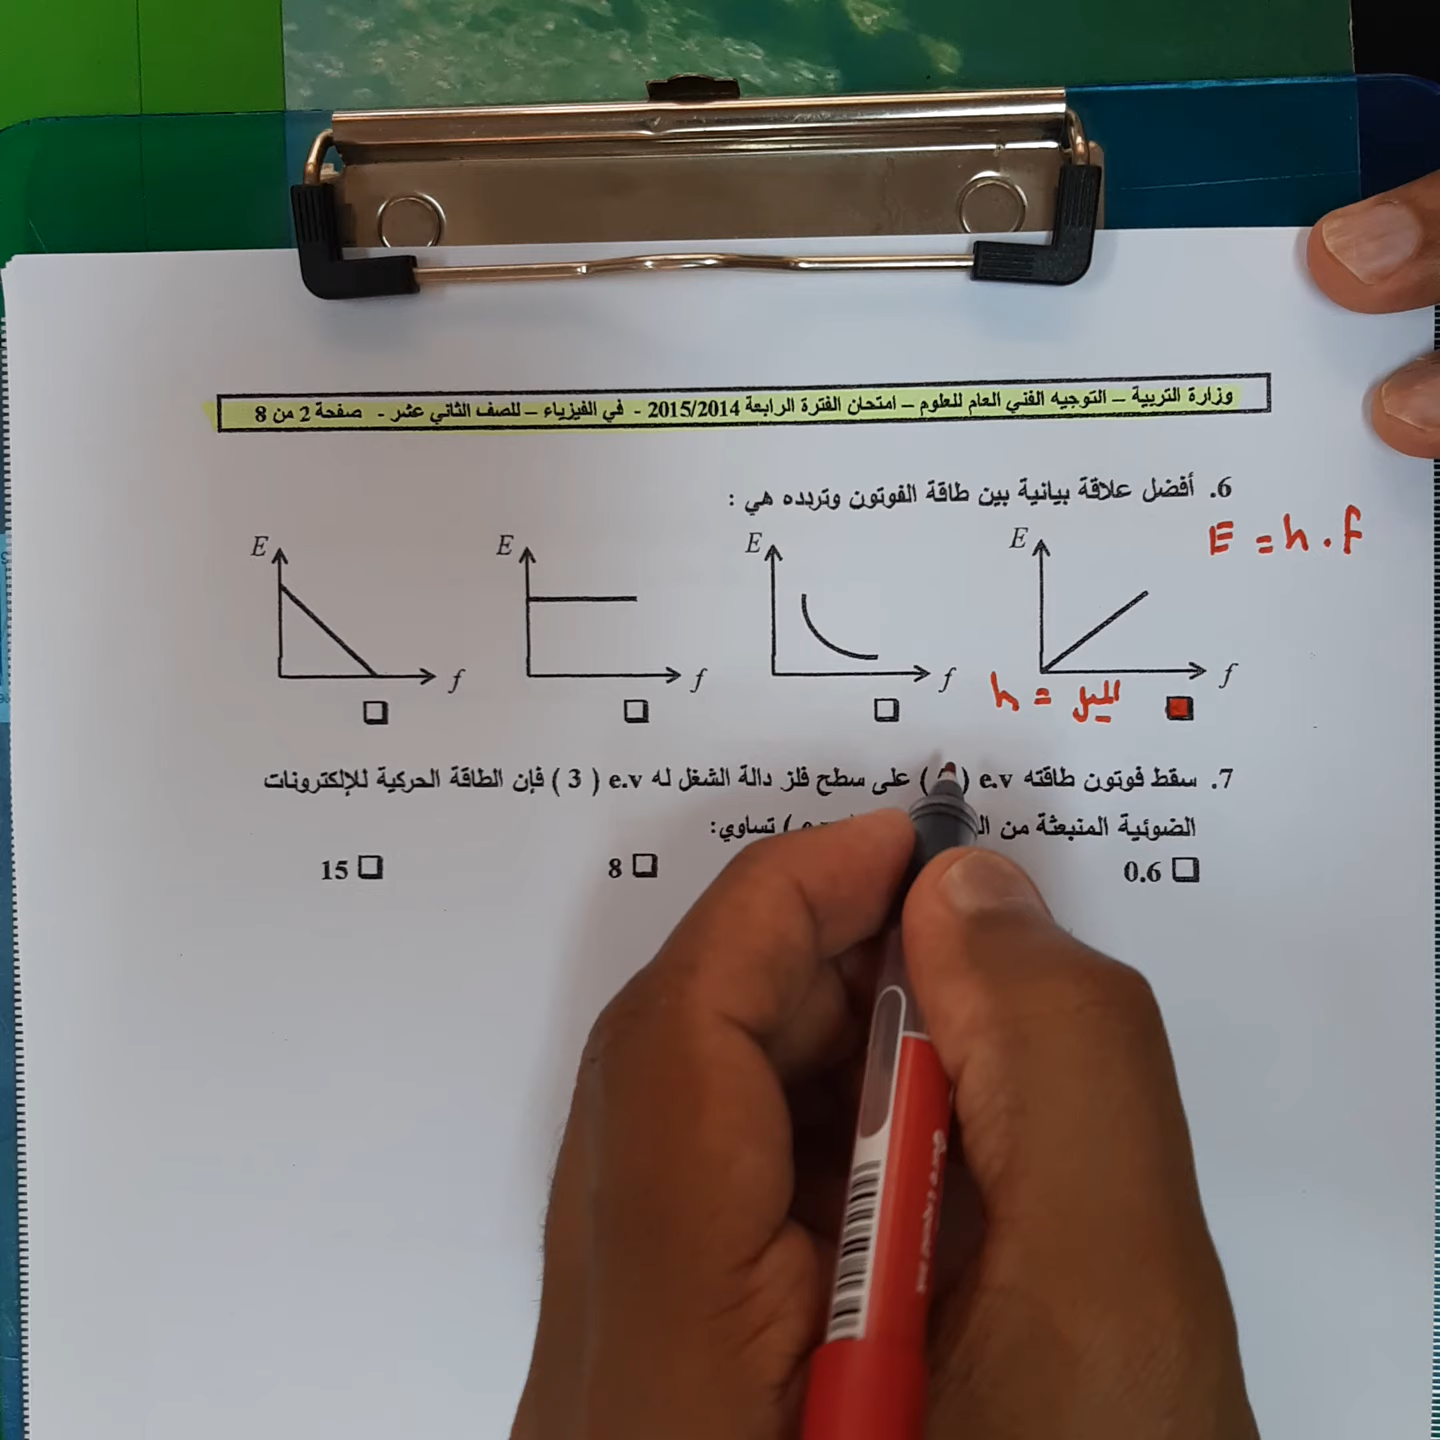 وزارة التربية – التوجيه الفني العام للعلوم – امتحان الفترة الرابعة 2015/2014 - في الفيزياء – للصف الثاني عشر - صفحة 2 من 8
6. أفضل علاقة بيانية بين طاقة الفوتون وتردده هي :
E = h . f
E E E E
f f f f
h = الميل
7. سقط فوتون طاقته e.v ( ) على سطح فلز دالة الشغل له e.v ( 3 ) فإن الطاقة الحركية للإلكترونات
الضوئية المنبعثة من تساوي:
0.6 8 15